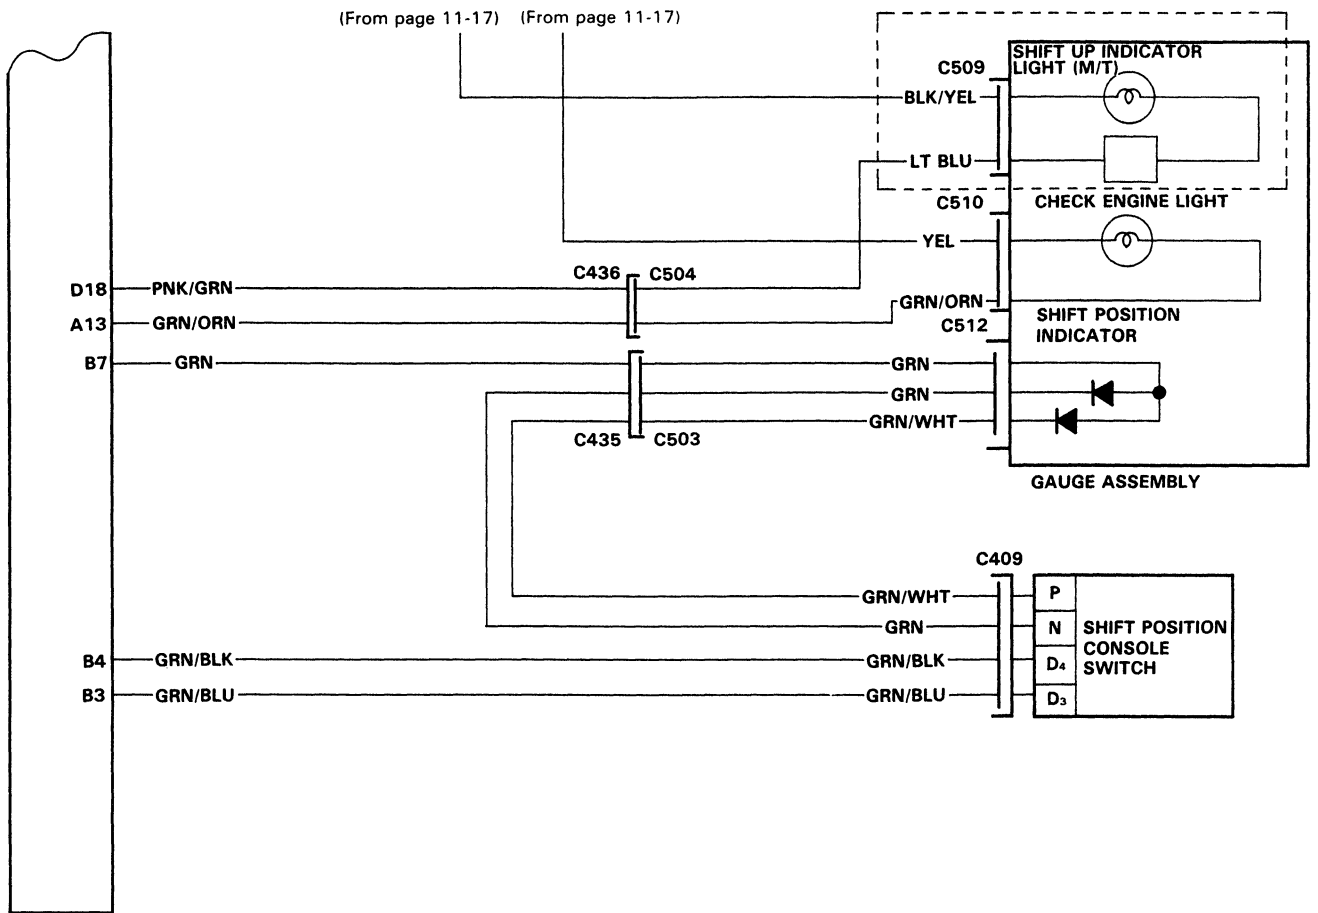 (From page 11-17) (From page 11-17)
SHIFT UP INDICATOR
LIGHT (M/T)
C509
BLK/YEL
LT BLU
C510
CHECK ENGINE LIGHT
YEL
C436 C504
D18 PNK/GRN
GRN/ORN
A13 GRN/ORN
C512
SHIFT POSITION
INDICATOR
B7 GRN GRN
GRN
GRN/WHT
C435 C503
GAUGE ASSEMBLY
C409
GRN/WHT P
GRN N
SHIFT POSITION
CONSOLE
SWITCH
B4 GRN/BLK GRN/BLK D4
B3 GRN/BLU GRN/BLU D3